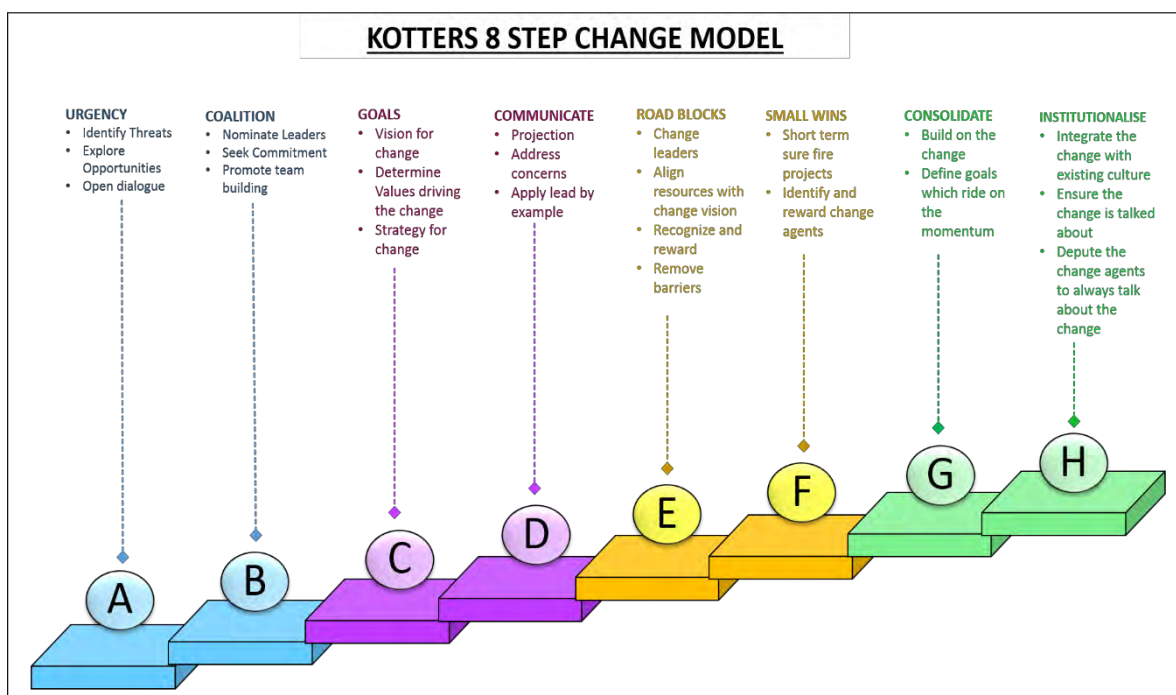 KOTTERS 8 STEP CHANGE MODEL
URGENCY
• Identify Threats
• Explore
Opportunities
• Open dialogue
COALITION
• Nominate Leaders
• Seek Commitment
• Promote team
building
GOALS
• Vision for
change
• Determine
Values driving
the change
• Strategy for
change
COMMUNICATE
• Projection
• Address
concerns
• Apply lead by
example
ROAD BLOCKS
• Change
leaders
• Align
resources with
change vision
• Recognize and
reward
• Remove
barriers
SMALL WINS
• Short term
sure fire
projects
• Identify and
reward change
agents
CONSOLIDATE
• Build on the
change
• Define goals
which ride on
the
momentum
INSTITUTIONALISE
• Integrate the
change with
existing culture
• Ensure the
change is talked
about
• Depute the
change agents
to always talk
about the
change
A
B
C
D
E
F
G
H